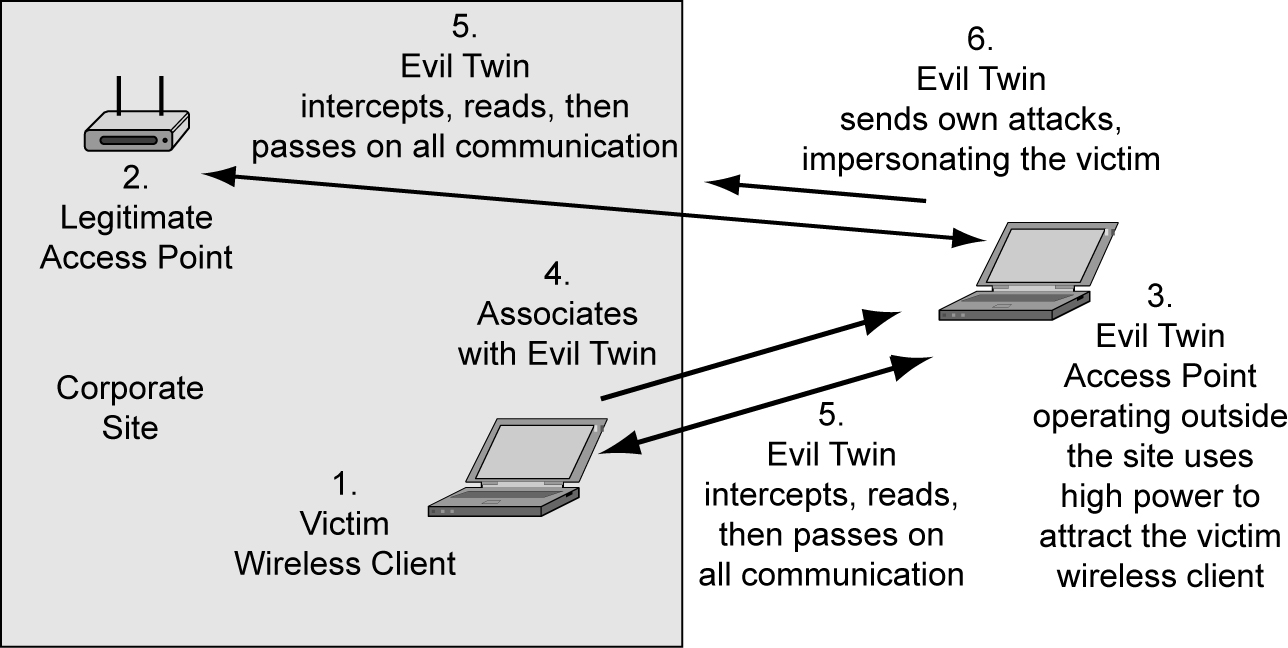 5.
Evil Twin
intercepts, reads, then
passes on all communication
6.
Evil Twin
sends own attacks,
impersonating the victim
2.
Legitimate
Access Point
4.
Associates
with Evil Twin
3.
Evil Twin
Access Point
operating outside
the site uses
high power to
attract the victim
wireless client
Corporate
Site
5.
Evil Twin
intercepts, reads,
then passes on
all communication
1.
Victim
Wireless Client